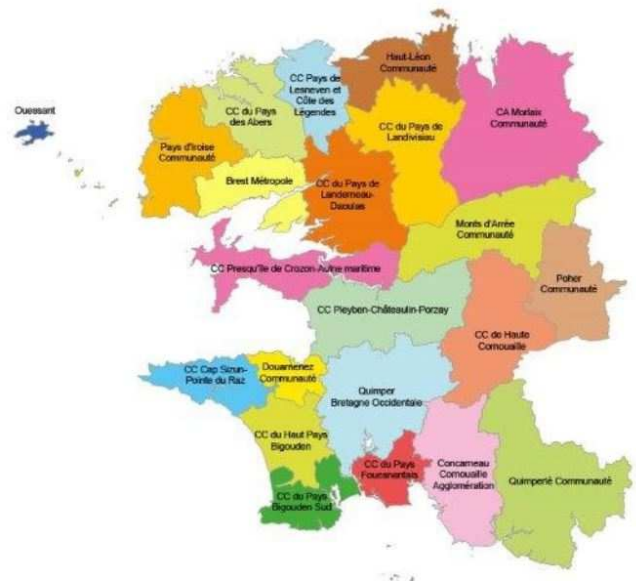 Haut-Léon
Communauté
CC Pays de
Lesneven et
Côte des
Légendes
Ouessant
CC du Pays
des Abers
CA Morlaix
Communauté
CC du Pays de
Landivisiau
Pays d'Iroise
Communauté
Brest Métropole
CC du Pays de
Landerneau-
Daoulas
Monts d'Arrée
Communauté
CC Presqu'île de Crozon-Aulne maritime
Poher
Communauté
CC Pleyben-Châteaulin-Porzay
CC de Haute
Cornouaille
CC Cap Sizun-
Pointe du Raz
Douarnenez
Communauté
Quimper
Bretagne Occidentale
CC du Haut Pays
Bigouden
CC du Pays
Fouesnantais
Concarneau
Cornouaille
Agglomération
Quimperlé Communauté
CC du Pays
Bigouden Sud